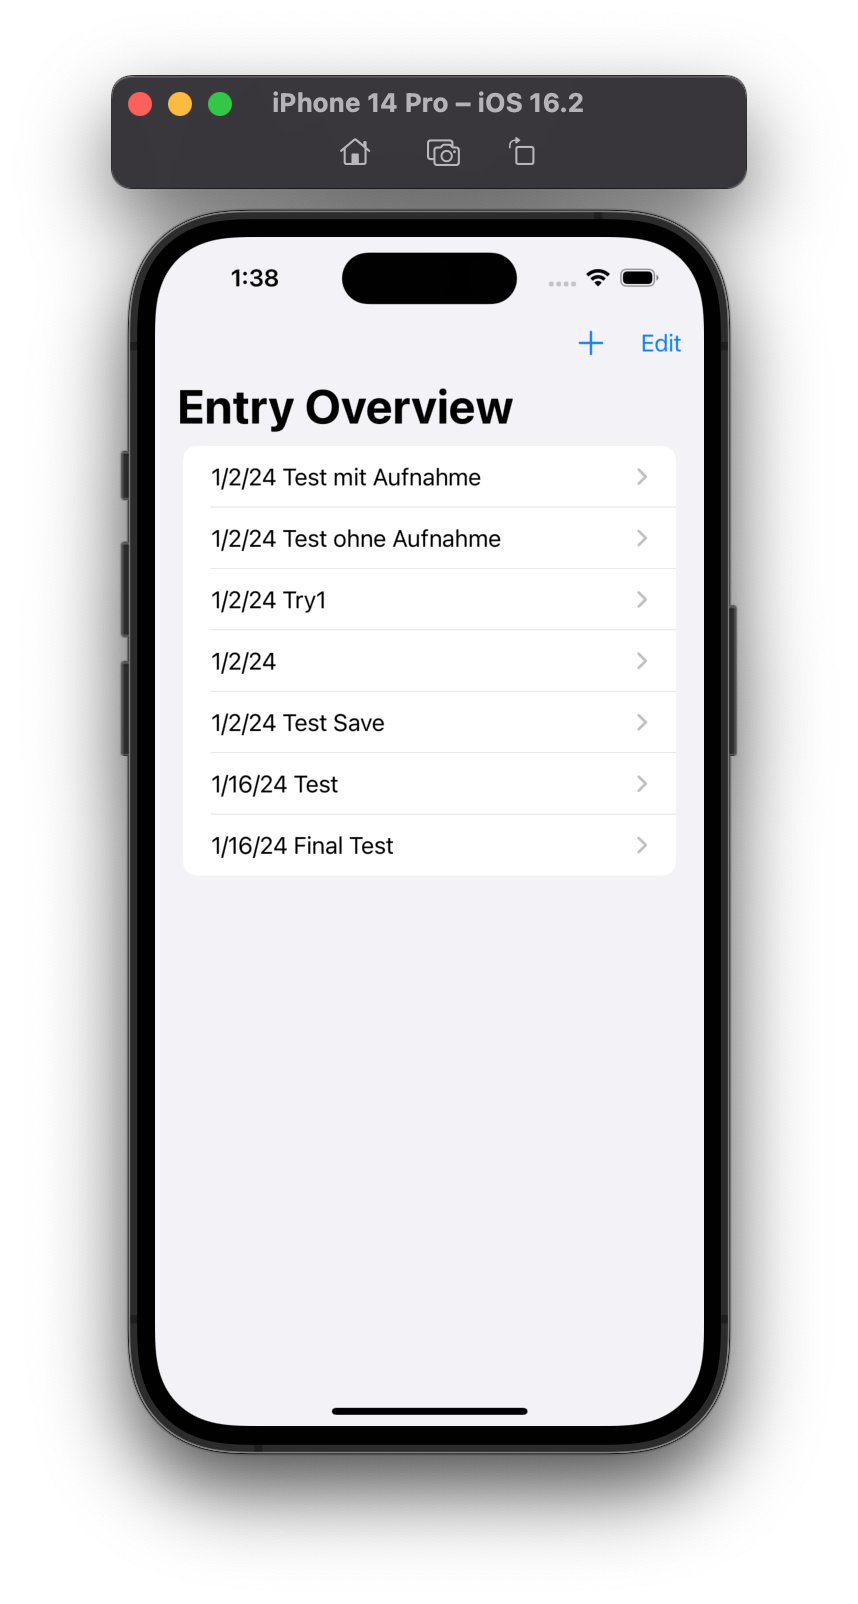 iPhone 14 Pro – iOS 16.2
1:38
Edit
Entry Overview
1/2/24 Test mit Aufnahme
1/2/24 Test ohne Aufnahme
1/2/24 Try1
1/2/24
1/2/24 Test Save
1/16/24 Test
1/16/24 Final Test